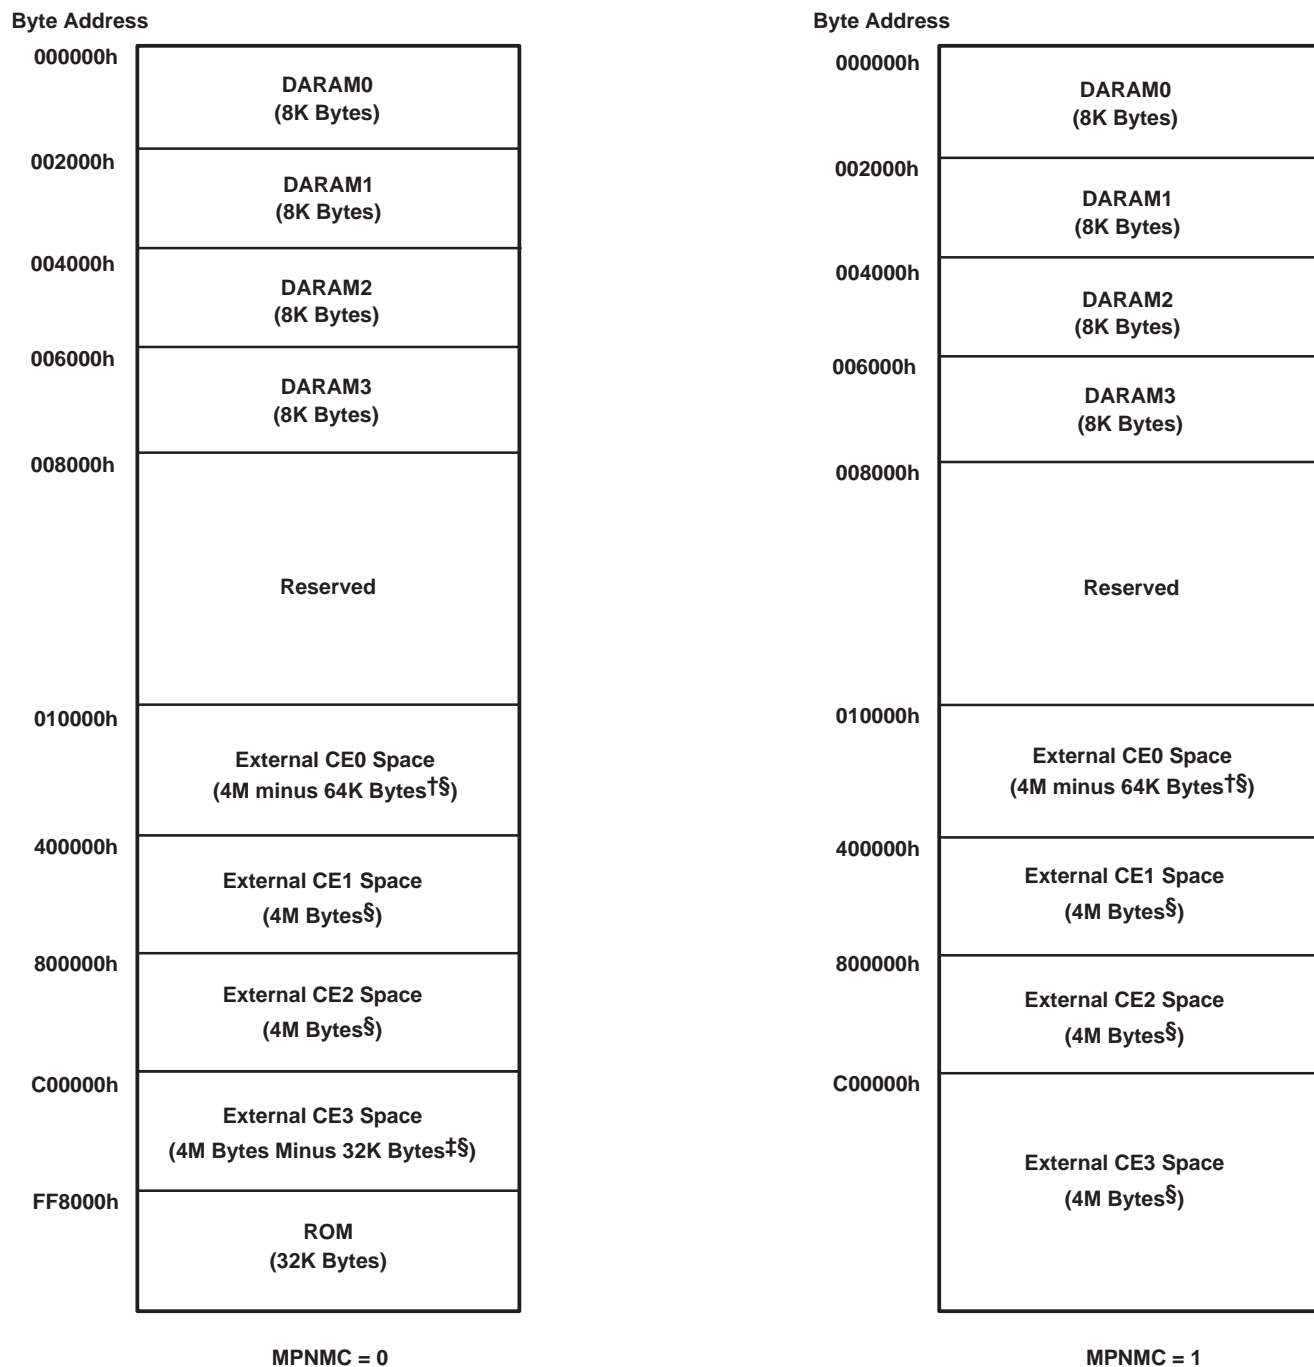 Byte Address
000000h
DARAM0
(8K Bytes)
002000h
DARAM1
(8K Bytes)
004000h
DARAM2
(8K Bytes)
006000h
DARAM3
(8K Bytes)
008000h
Reserved
010000h
External CE0 Space
(4M minus 64K Bytes†§)
400000h
External CE1 Space
(4M Bytes§)
800000h
External CE2 Space
(4M Bytes§)
C00000h
External CE3 Space
(4M Bytes Minus 32K Bytes‡§)
FF8000h
ROM
(32K Bytes)
MPNMC = 0
Byte Address
000000h
DARAM0
(8K Bytes)
002000h
DARAM1
(8K Bytes)
004000h
DARAM2
(8K Bytes)
006000h
DARAM3
(8K Bytes)
008000h
Reserved
010000h
External CE0 Space
(4M minus 64K Bytes†§)
400000h
External CE1 Space
(4M Bytes§)
800000h
External CE2 Space
(4M Bytes§)
C00000h
External CE3 Space
(4M Bytes§)
MPNMC = 1